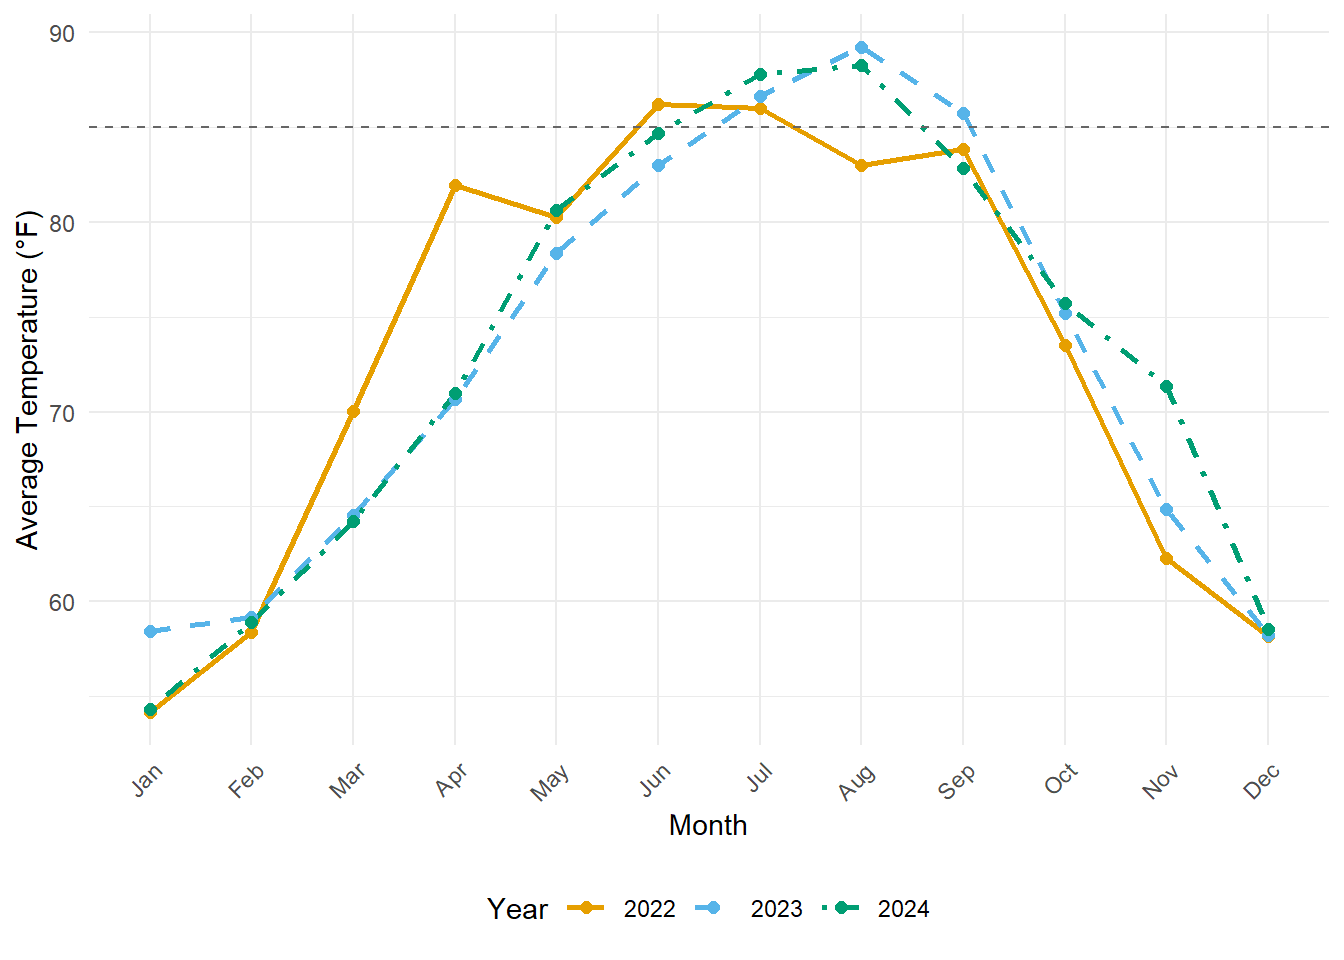 90
80
70
60
Average Temperature (°F)
Jan Feb Mar Apr May Jun Jul Aug Sep Oct Nov Dec
Month
Year 2022 2023 2024